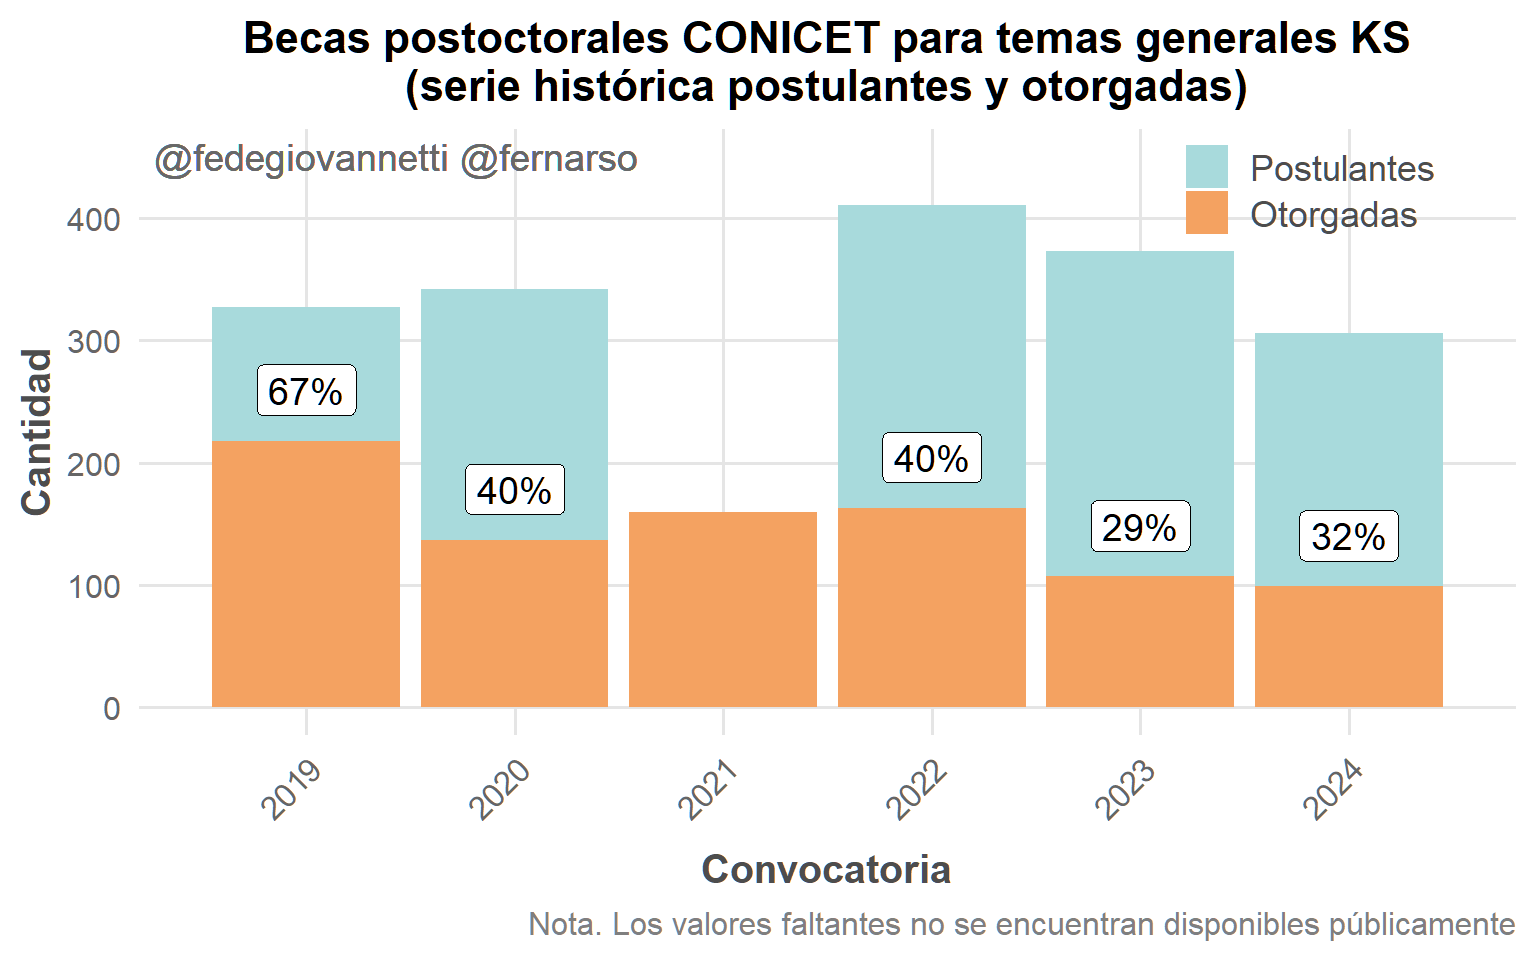 Becas postoctorales CONICET para temas generales KS
(serie histórica postulantes y otorgadas)
@fedegiovannetti @fernarso
Postulantes
Otorgadas
Cantidad
400
300
200
100
0
67%
40%
40%
29%
32%
2019
2020
2021
2022
2023
2024
Convocatoria
Nota. Los valores faltantes no se encuentran disponibles públicamente